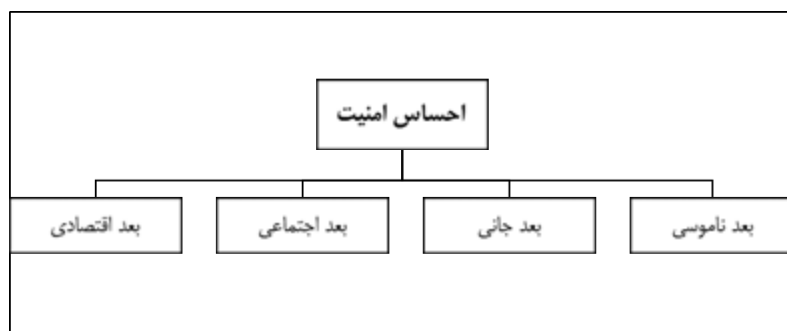 احساس امنیت
بعد ناموسی
بعد جانی
بعد اجتماعی
بعد اقتصادی